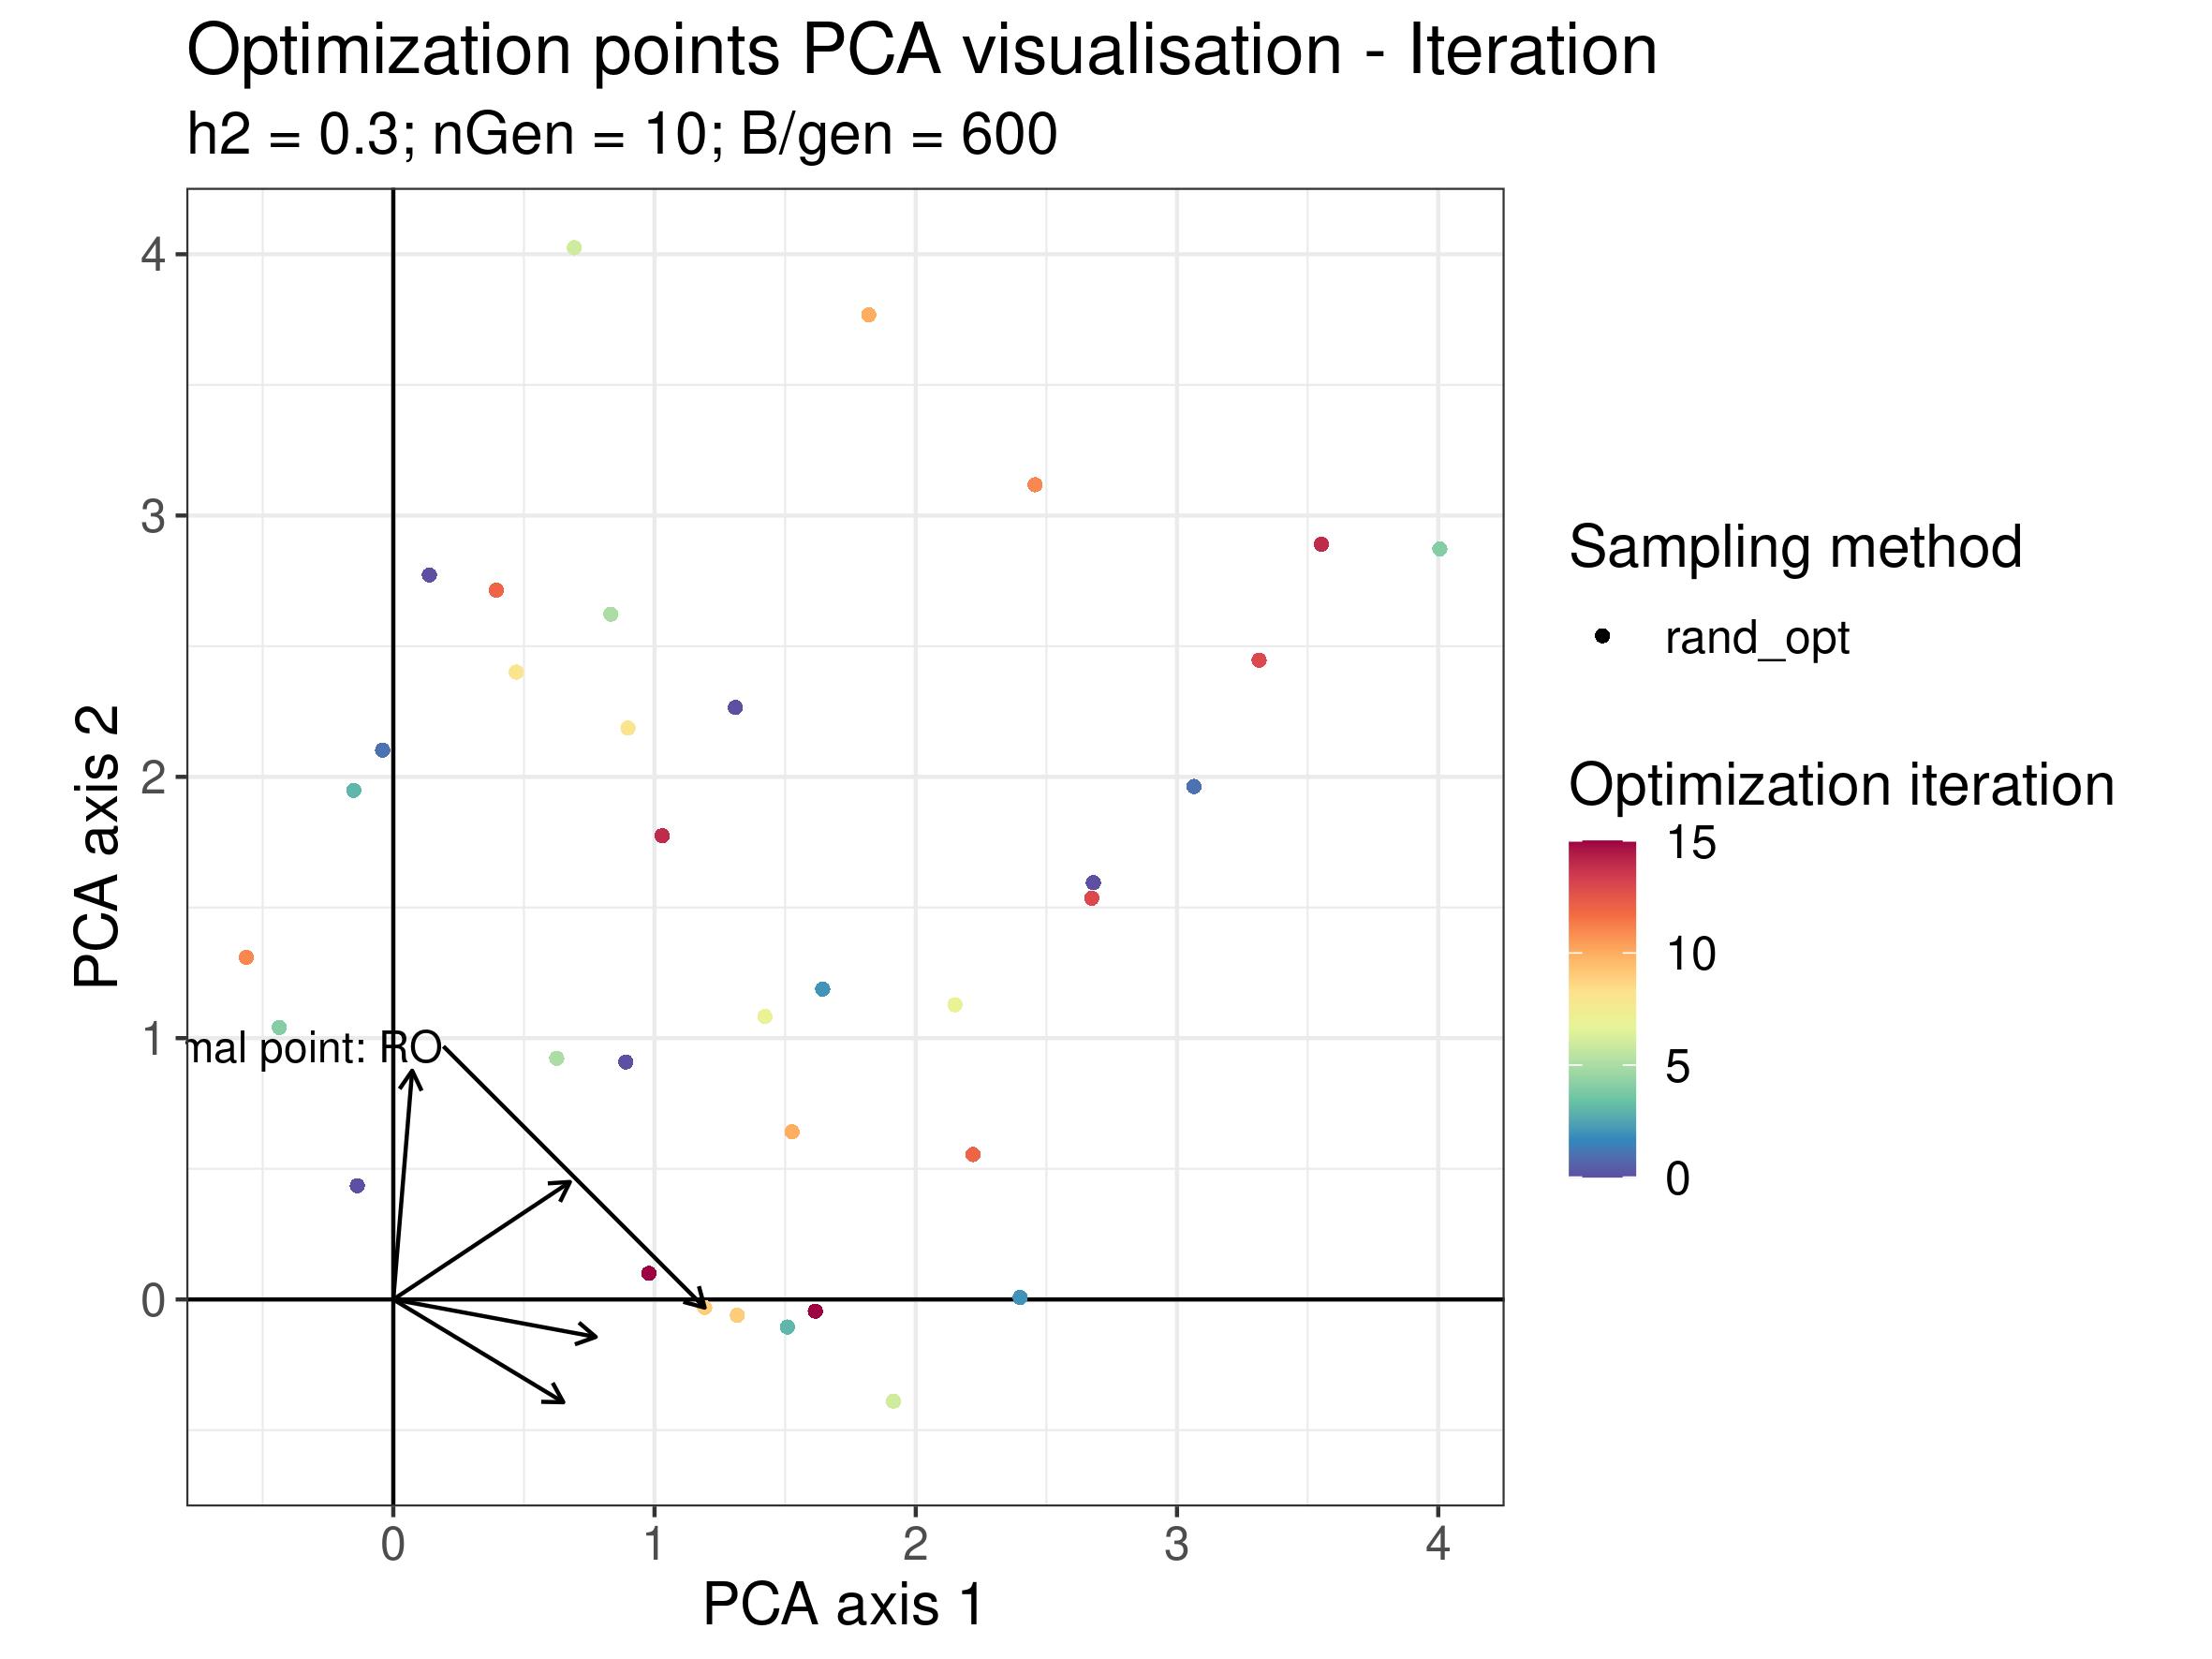 Optimization points PCA visualisation - Iteration
h2 = 0.3; nGen = 10; B/gen = 600
4
3
2
1
0
PCA axis 2
mal point: RO
0 1 2 3 4
PCA axis 1
Sampling method
rand_opt
Optimization iteration
15
10
5
0